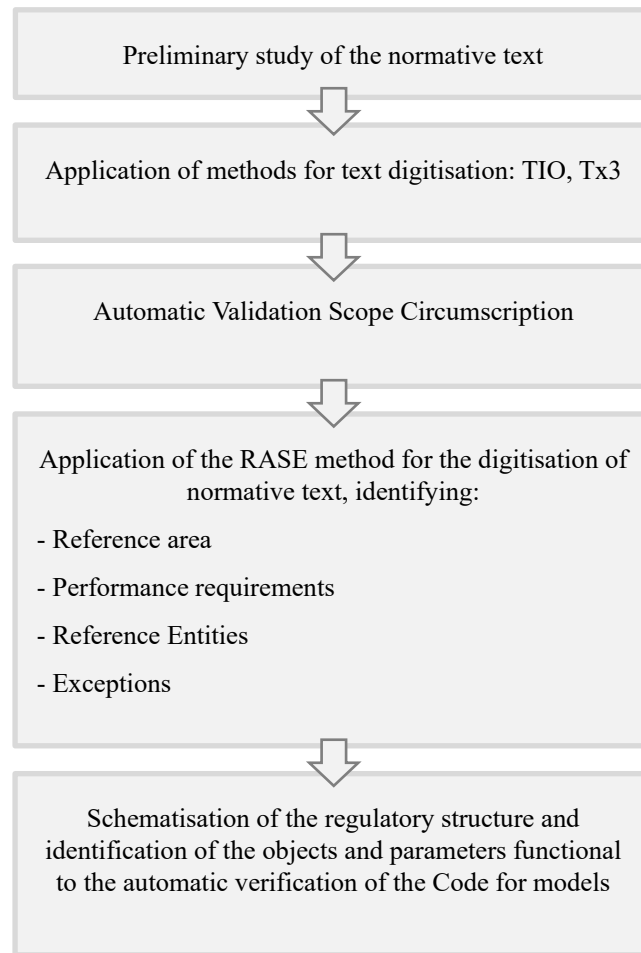 Preliminary study of the normative text
Application of methods for text digitisation: TIO, Tx3
Automatic Validation Scope Circumscription
Application of the RASE method for the digitisation of
normative text, identifying:
- Reference area
- Performance requirements
- Reference Entities
- Exceptions
Schematisation of the regulatory structure and
identification of the objects and parameters functional
to the automatic verification of the Code for models